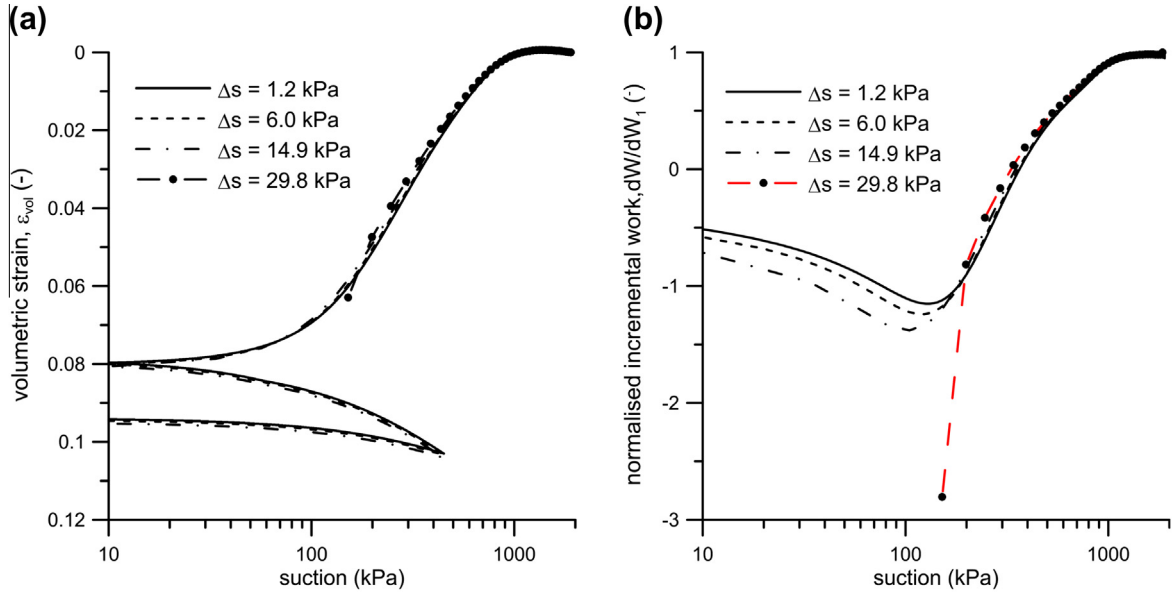 (a)
0
0.02
0.04
0.06
0.08
0.1
0.12
volumetric strain, εvol (-)
Δs = 1.2 kPa
Δs = 6.0 kPa
Δs = 14.9 kPa
Δs = 29.8 kPa
10
100
1000
suction (kPa)
(b)
1
0
-1
-2
-3
normalised incremental work,dW/dW1 (-)
Δs = 1.2 kPa
Δs = 6.0 kPa
Δs = 14.9 kPa
Δs = 29.8 kPa
10
100
1000
suction (kPa)